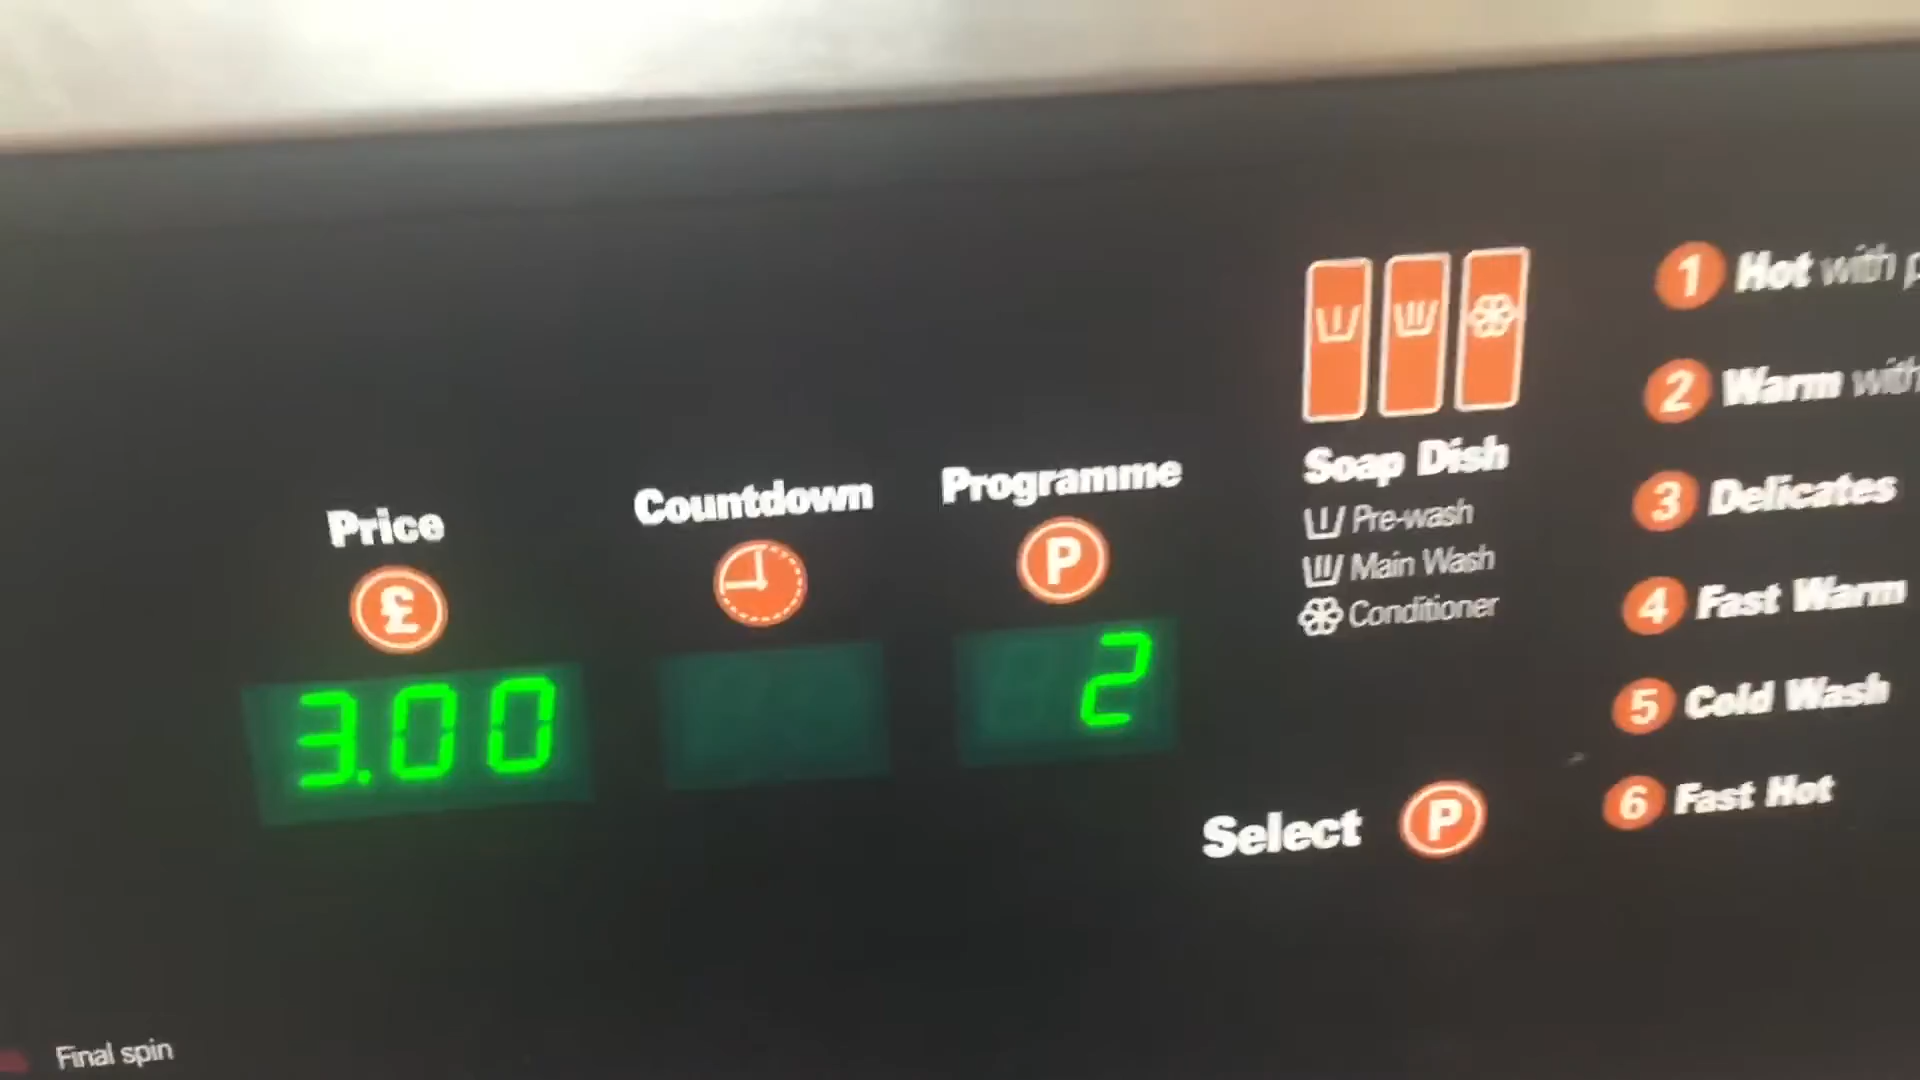 Price
£
3.00
Countdown
Programme
P
2
Soap Dish
Pre-wash
Main Wash
Conditioner
Select P
1 Hot with
2 Warm with
3 Delicates
4 Fast Warm
5 Cold Wash
6 Fast Hot
Final spin